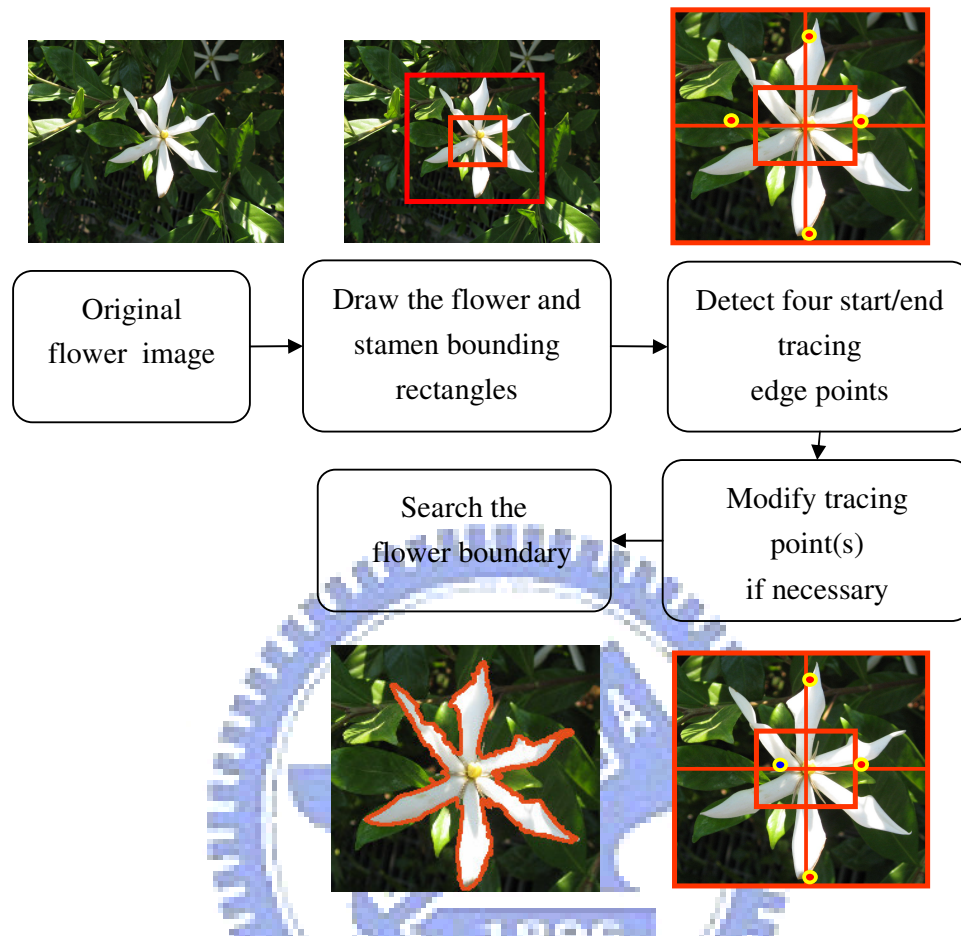 Original
flower image
Draw the flower and
stamen bounding
rectangles
Detect four start/end
tracing
edge points
Modify tracing
point(s)
if necessary
Search the
flower boundary